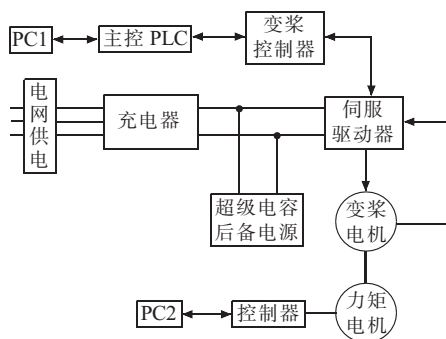 PC1
主控 PLC
变桨
控制器
电
网
供
电
充电器
伺服
驱动器
超级电容
后备电源
变桨
电机
PC2
控制器
力矩
电机